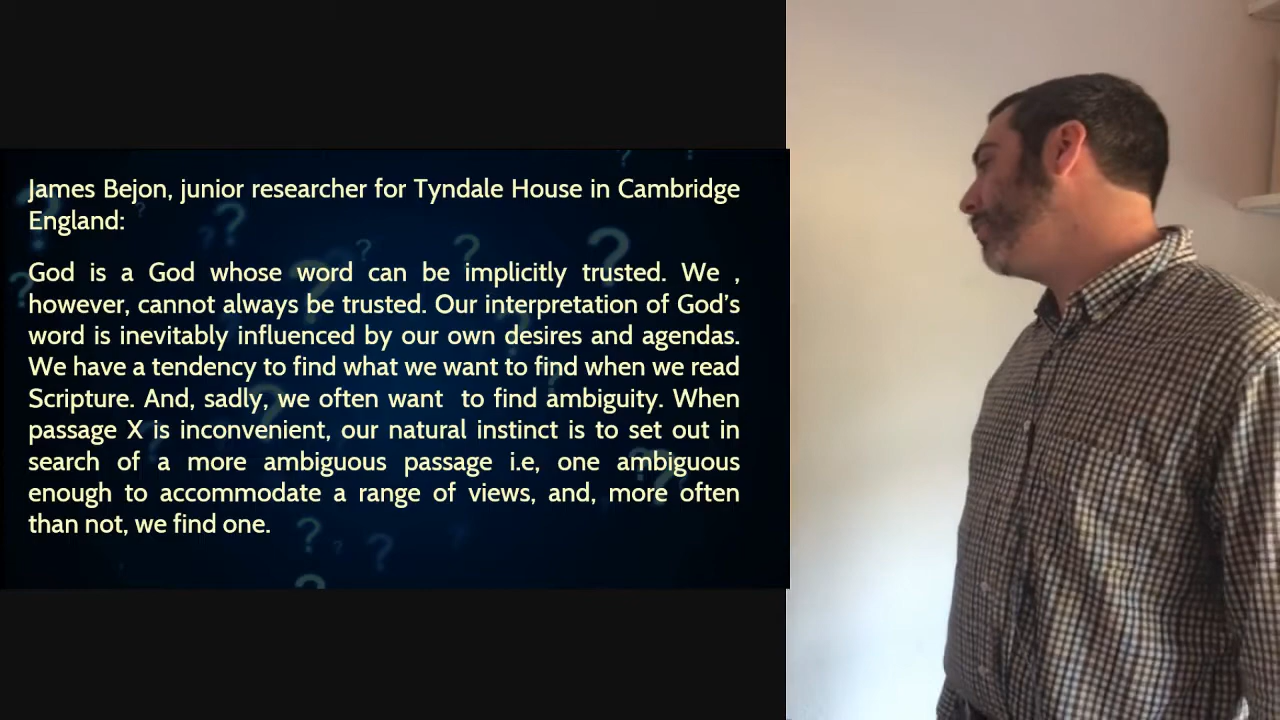 James Bejon, junior researcher for Tyndale House in Cambridge
England:
God is a God whose word can be implicitly trusted. We ,
however, cannot always be trusted. Our interpretation of God's
word is inevitably influenced by our own desires and agendas.
We have a tendency to find what we want to find when we read
Scripture. And, sadly, we often want  to find ambiguity. When
passage X is inconvenient, our natural instinct is to set out in
search of a more ambiguous passage i.e, one ambiguous
enough to accommodate a range of views, and, more often
than not, we find one.